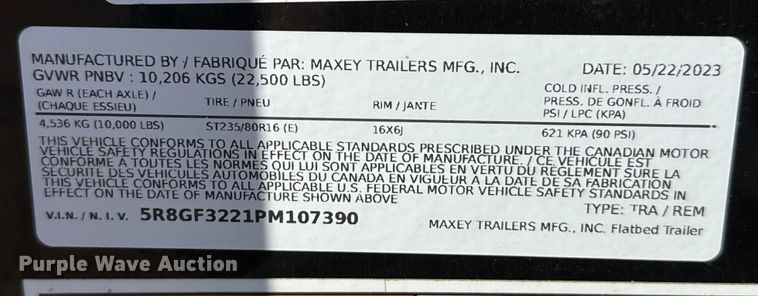 MANUFACTURED BY / FABRIQUÉ PAR: MAXEY TRAILERS MFG., INC. DATE: 05/22/2023
GVWR PNBV : 10,206 KGS (22,500 LBS)
GAW R (EACH AXLE) / (CHAQUE ESSIEU) TIRE / PNEU RIM / JANTE COLD INFL. PRESS. / PRESS. DE GONFL. À FROID PSI / LPC (KPA)
4,536 KG (10,000 LBS) ST235/80R16 (E) 16X6J 621 KPA (90 PSI)
THIS VEHICLE CONFORMS TO ALL APPLICABLE STANDARDS PRESCRIBED UNDER THE CANADIAN MOTOR
VEHICLE SAFETY REGULATIONS IN EFFECT ON THE DATE OF MANUFACTURE. / CE VEHICULE EST
CONFORME A TOUTES LES NORMES QUI LUI SONT APPLICABLES EN VERTU DU RÈGLEMENT SUR LA
SECURITE DES VEHICULES AUTOMOBILES DU CANADA EN VIGUEUR A LA DATE DE SA FABRICATION
THIS VEHICLE CONFORMS TO ALL APPLICABLE U.S. FEDERAL MOTOR VEHICLE SAFETY STANDARDS IN
EFFECT ON THE DATE OF MANUFACTURE SHOWN ABOVE
TYPE: TRA / REM
V.I.N. / N. I. V. 5R8GF3221PM107390
MAXEY TRAILERS MFG., INC. Flatbed Trailer
Purple Wave Auction